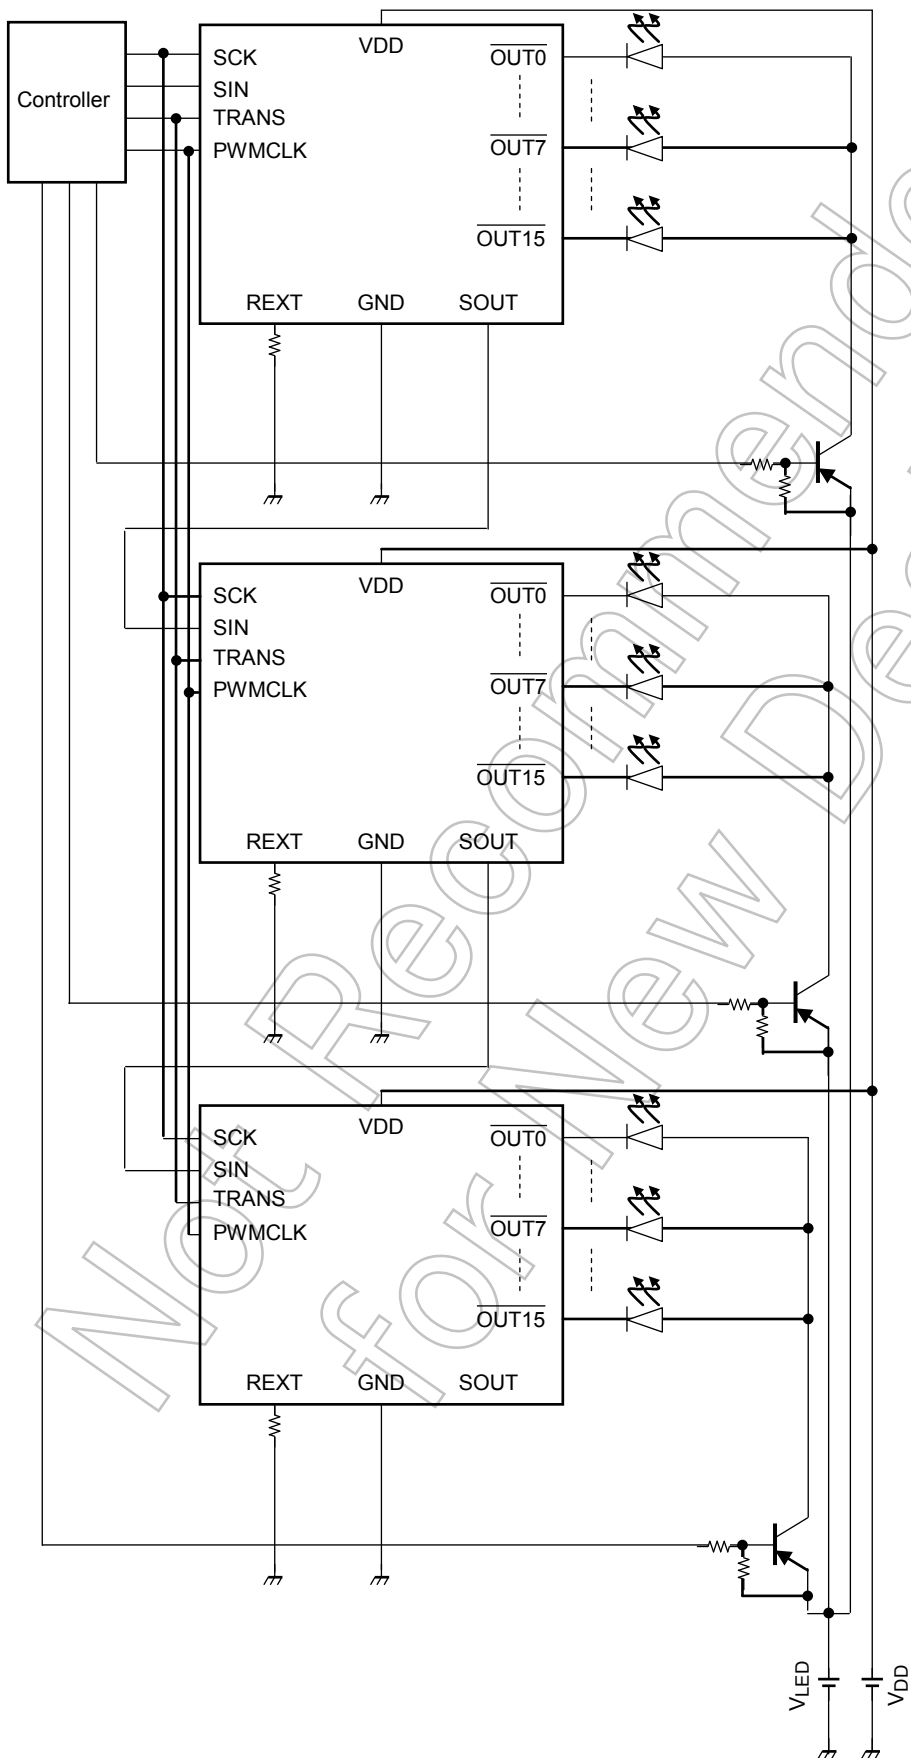 Controller
SCK
SIN
TRANS
PWMCLK
VDD
OUT0
OUT7
OUT15
REXT
GND
SOUT
SCK
SIN
TRANS
PWMCLK
VDD
OUT0
OUT7
OUT15
REXT
GND
SOUT
SCK
SIN
TRANS
PWMCLK
VDD
OUT0
OUT7
OUT15
REXT
GND
SOUT
VLED
VDD
Not Recommende
for New De